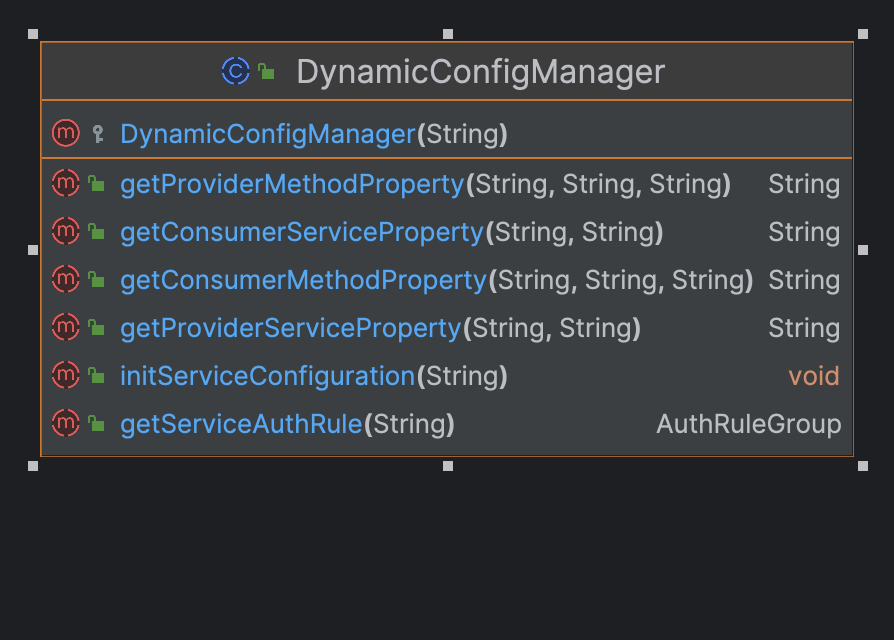 DynamicConfigManager
DynamicConfigManager(String)
getProviderMethodProperty(String, String, String) String
getConsumerServiceProperty(String, String) String
getConsumerMethodProperty(String, String, String) String
getProviderServiceProperty(String, String) String
initServiceConfiguration(String) void
getServiceAuthRule(String) AuthRuleGroup